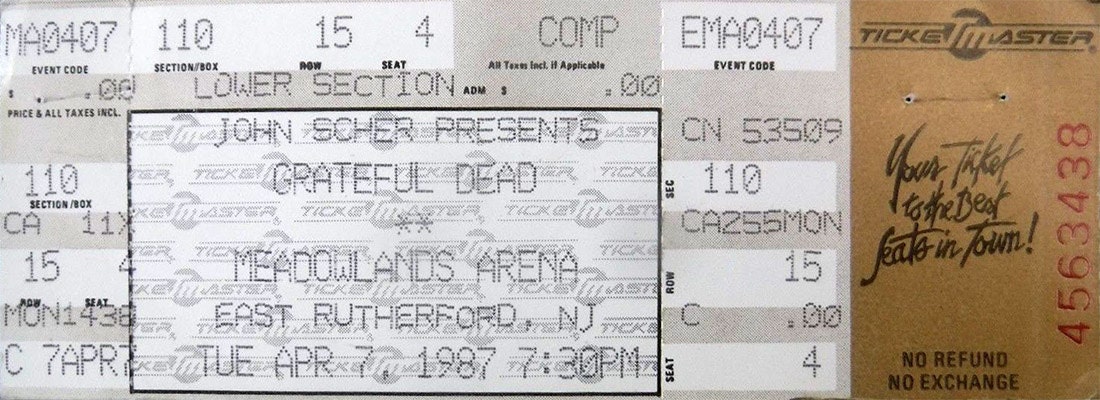 MA0407 110 15 4 COMP EMA0407
EVENT CODE SECTION/BOX ROW SEAT All Taxes Incl. If Applicable EVENT CODE
$ .00 LOWER SECTION ADM $ .00
PRICE & ALL TAXES INCL.
JOHN SCHER PRESENTS
GRATEFUL DEAD
**
MEADOWLANDS ARENA
EAST RUTHERFORD, NJ
TUE APR 7, 1987 7:30PM
110
SECTION/BOX
CA 11X
15 4
ROW SEAT
MON1438
C 7APR7
CN 53509
SEC 110
CA255MON
ROW 15
C .00
SEAT 4
TICKETMASTER®
Your Ticket
to the Best
Seats in Town!
NO REFUND
NO EXCHANGE
4563438